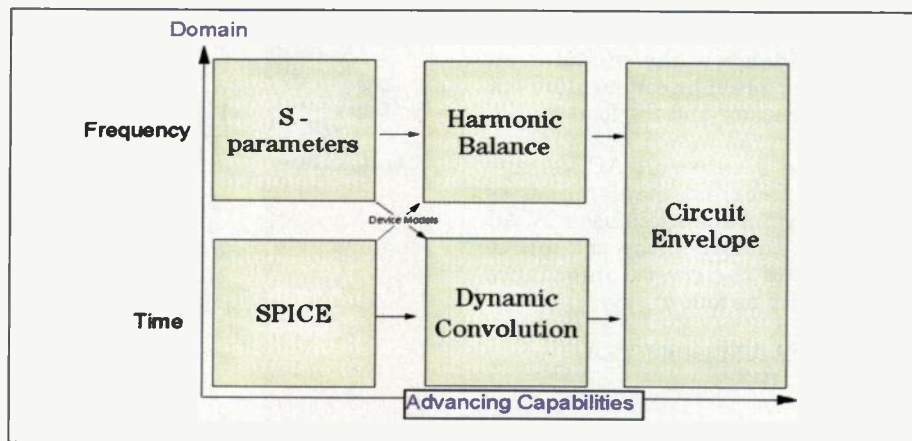 Domain
Frequency
S -
parameters
Harmonic
Balance
Circuit
Envelope
Device Models
Time
SPICE
Dynamic
Convolution
Advancing Capabilities